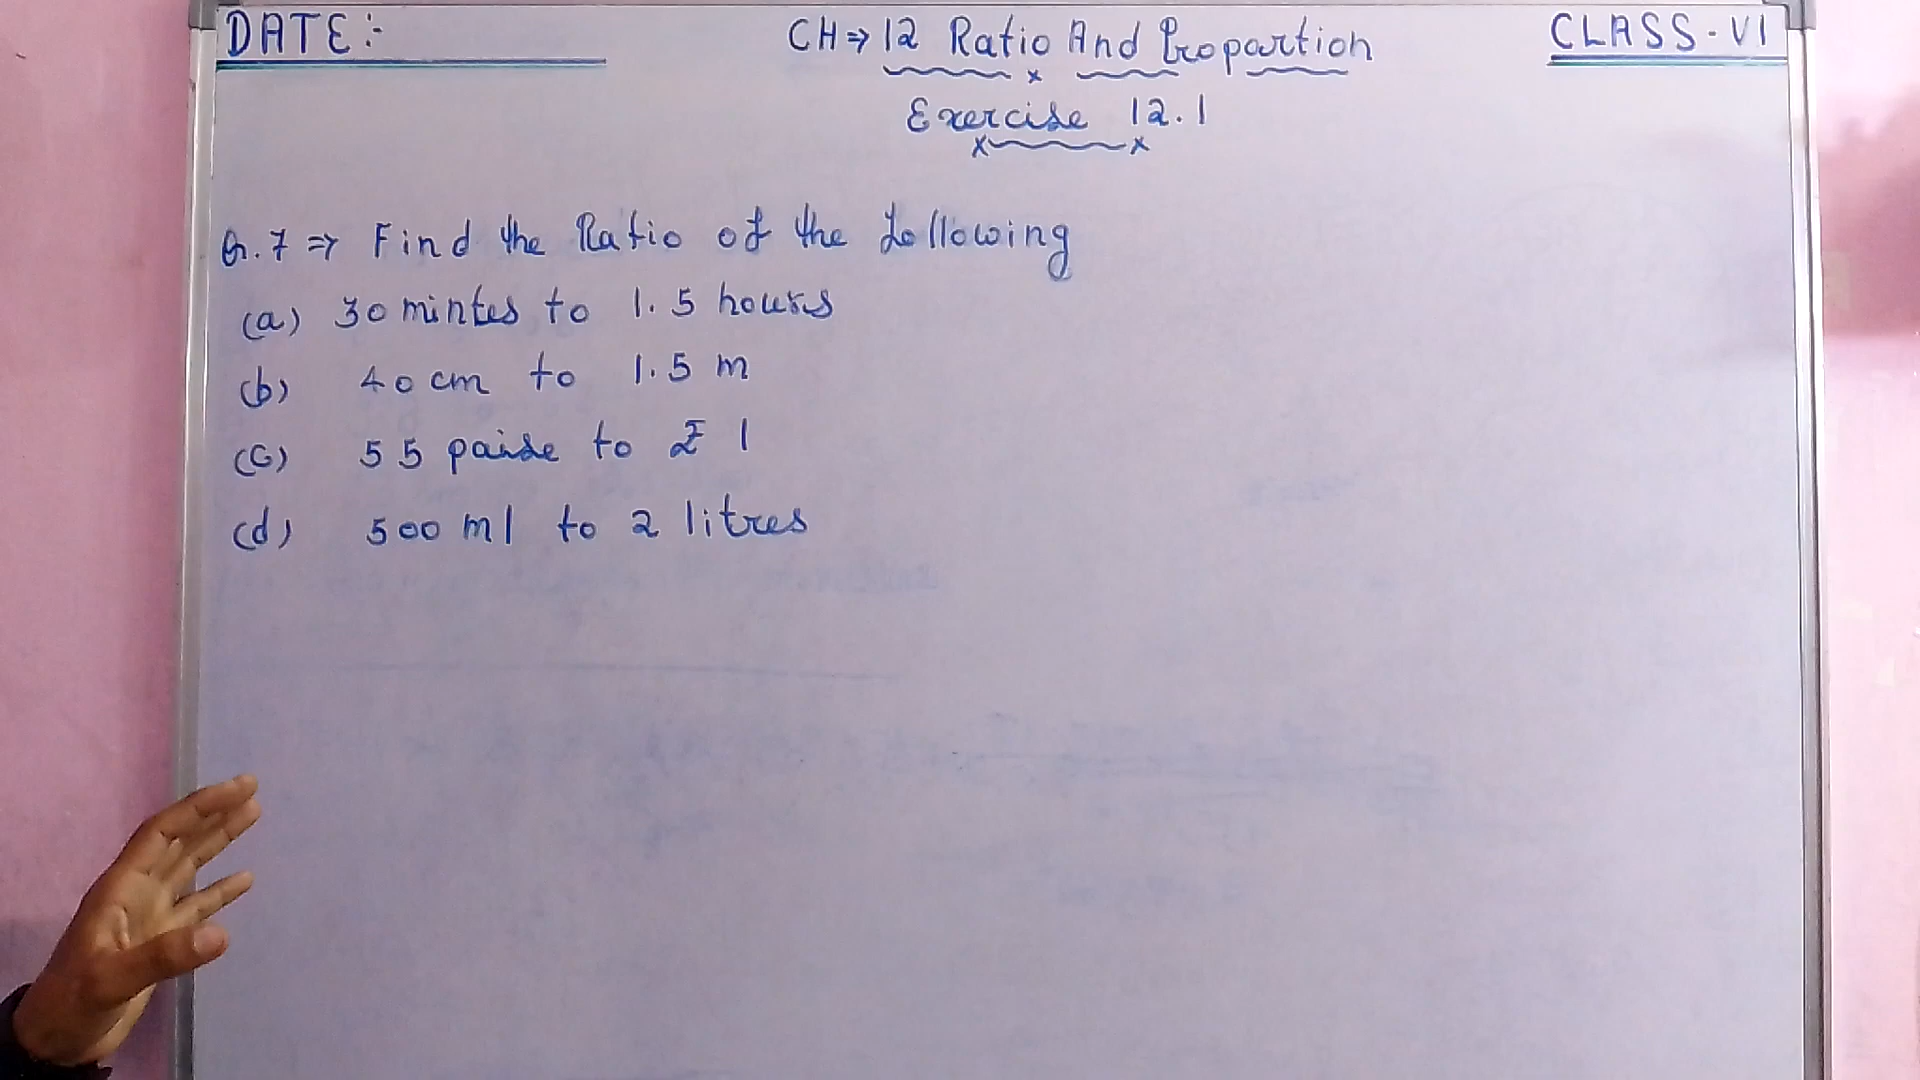 DATE:-
CH⇒12 Ratio And Proportion
CLASS-VI
Exercise 12.1
Q.7 ⇒ Find the Ratio of the following
(a) 30 mintes to 1.5 hours
(b) 40 cm to 1.5 m
(c) 55 paise to ₹ 1
(d) 500 ml to 2 litres